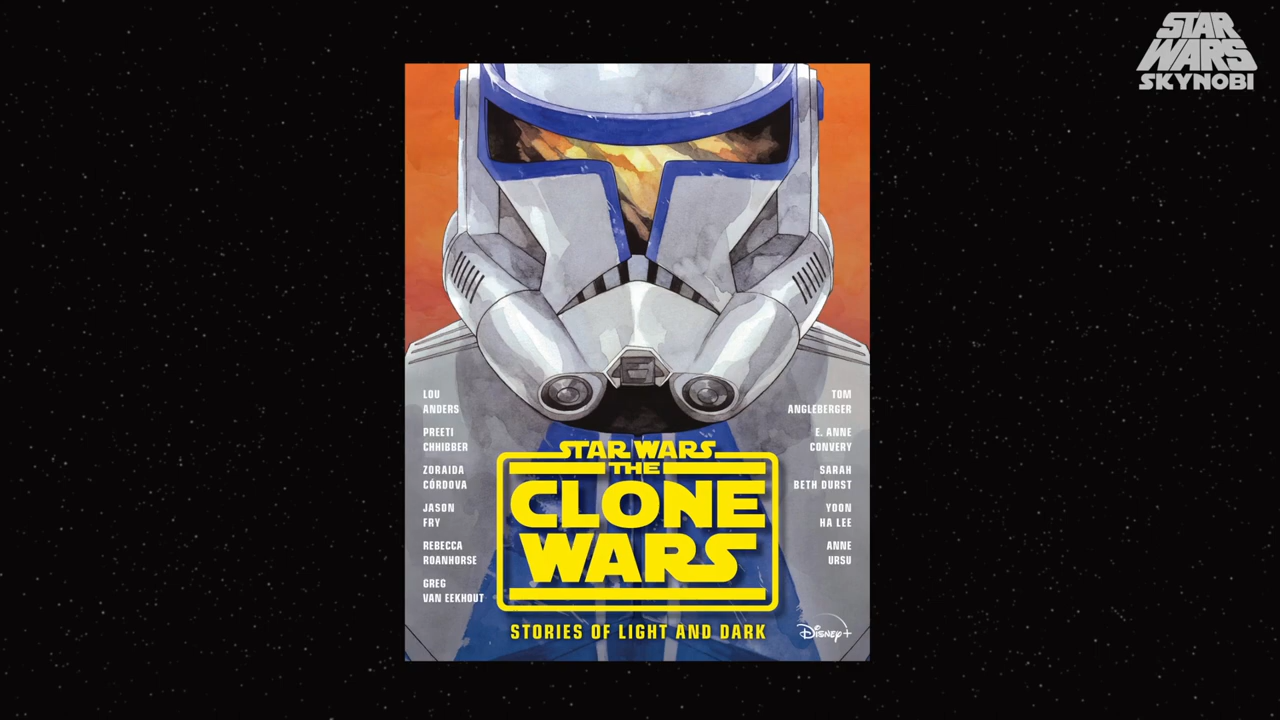 STAR
WARS
SKYNOBI
LOU
ANDERS
PREETI
CHHIBBER
ZORAIDA
CÓRDOVA
JASON
FRY
REBECCA
ROANHORSE
GREG
VAN EEKHOUT
TOM
ANGLEBERGER
E. ANNE
CONVERY
SARAH
BETH DURST
YOON
HA LEE
ANNE
URSU
STAR WARS
THE
CLONE
WARS
STORIES OF LIGHT AND DARK
Disney+